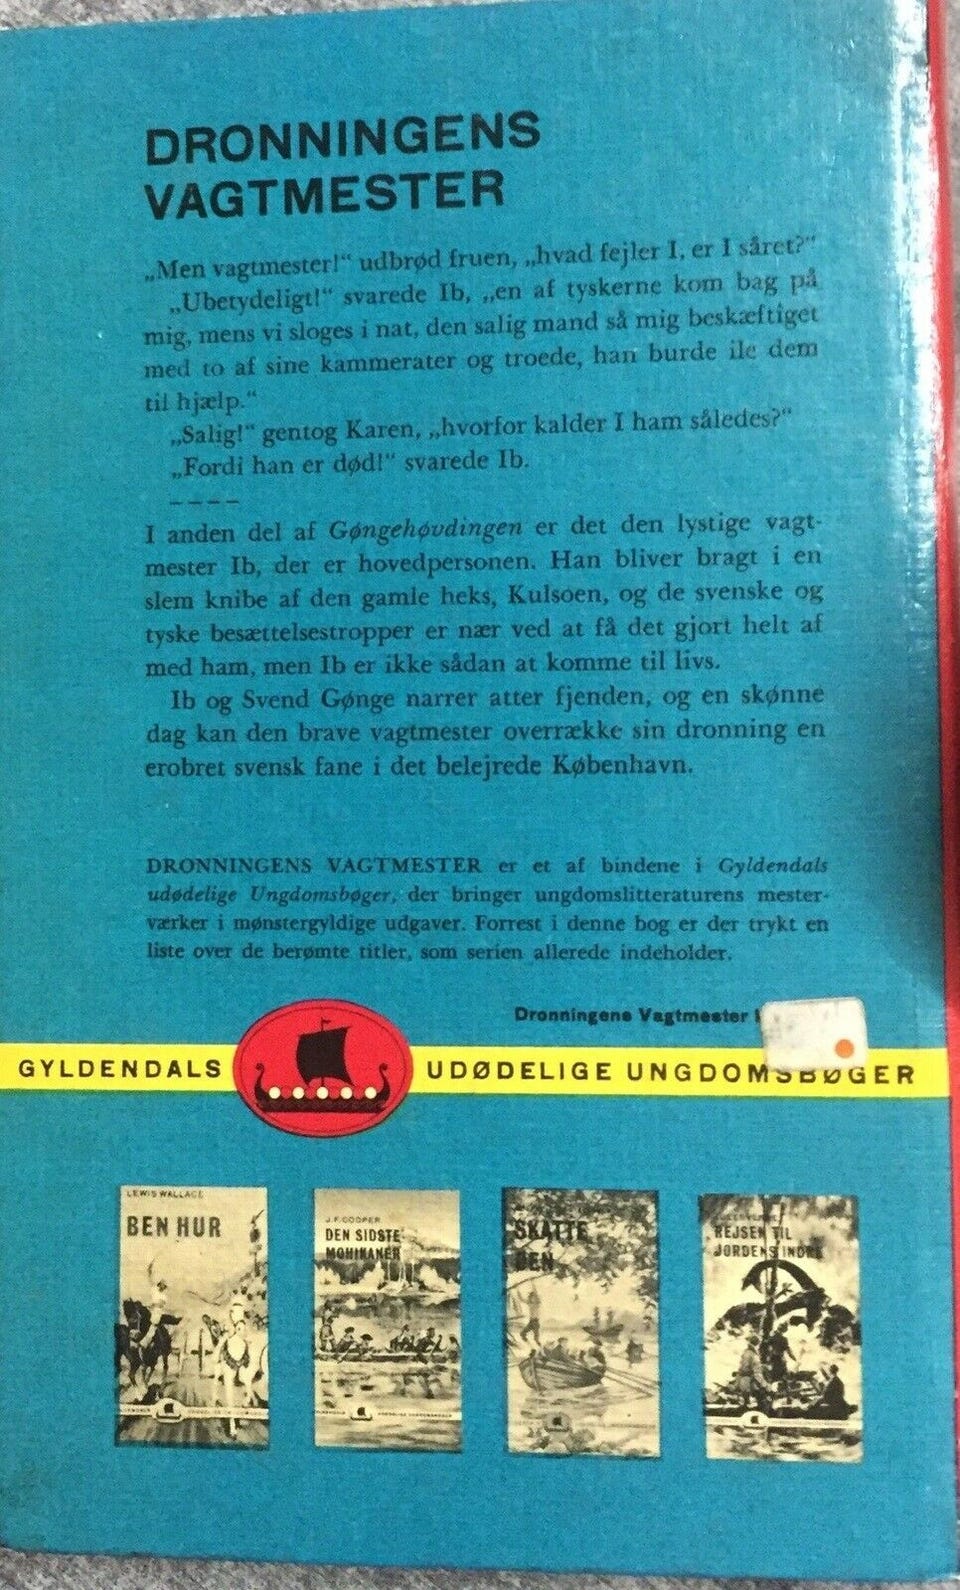 DRONNINGENS
VAGTMESTER
„Men vagtmester!“ udbrød fruen, „hvad fejler I, er I såret?“
„Ubetydeligt!“ svarede Ib, „en af tyskerne kom bag på
mig, mens vi sloges i nat, den salig mand så mig beskæftiget
med to af sine kammerater og troede, han burde ile dem
til hjælp.“
„Salig!“ gentog Karen, „hvorfor kalder I ham således?“
„Fordi han er død!“ svarede Ib.
– – – –
I anden del af Gøngehøvdingen er det den lystige vagt-
mester Ib, der er hovedpersonen. Han bliver bragt i en
slem knibe af den gamle heks, Kulsoen, og de svenske og
tyske besættelsestropper er nær ved at få det gjort helt af
med ham, men Ib er ikke sådan at komme til livs.
Ib og Svend Gønge narrer atter fjenden, og en skønne
dag kan den brave vagtmester overrække sin dronning en
erobret svensk fane i det belejrede København.
DRONNINGENS VAGTMESTER er et af bindene i Gyldendals
udødelige Ungdomsbøger, der bringer ungdomslitteraturens mester-
værker i mønstergyldige udgaver. Forrest i denne bog er der trykt en
liste over de berømte titler, som serien allerede indeholder.
Dronningens Vagtmester
GYLDENDALS UDØDELIGE UNGDOMSBØGER
LEWIS WALLACE
BEN HUR
J.F. COOPER
DEN SIDSTE
MOHIKANER
SKATTE
ØEN
REJSEN TIL
JORDENS INDRE